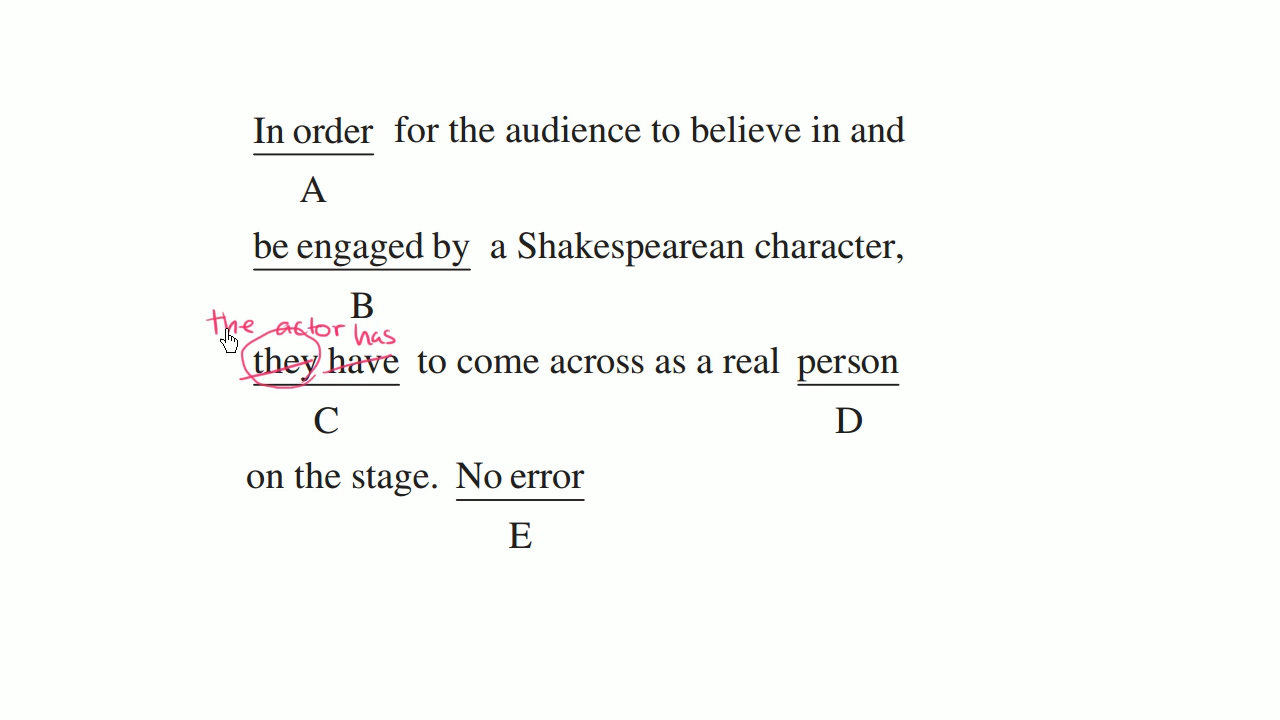 In order for the audience to believe in and
A
be engaged by a Shakespearean character,
B
the actor has
they have to come across as a real person
C D
on the stage. No error
E